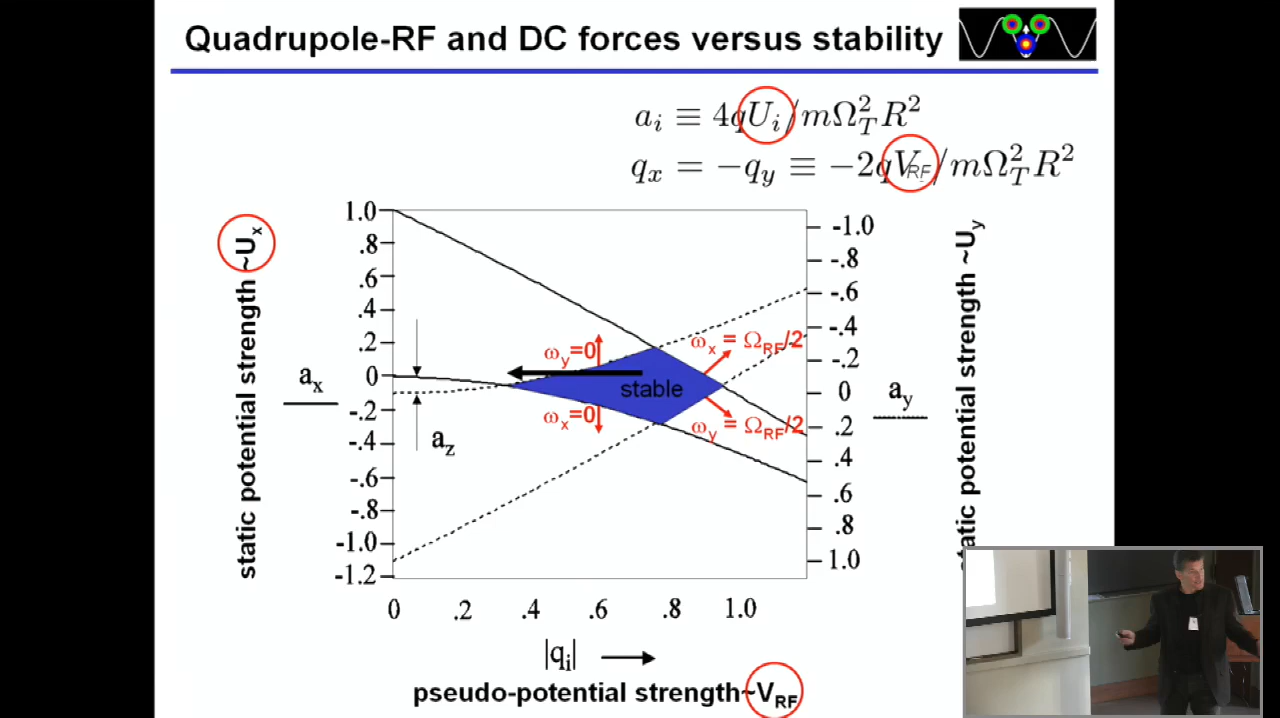 Quadrupole-RF and DC forces versus stability
a_i ≡ 4qU_i/mΩ_T^2 R^2
q_x = −q_y ≡ −2qV_RF/mΩ_T^2 R^2
static potential strength ~U_x
a_x
1.0
.8
.6
.4
.2
0
-.2
-.4
-.6
-.8
-1.0
-1.2
a_z
ω_y=0
ω_x=0
stable
ω_x = Ω_RF/2
ω_y = Ω_RF/2
-1.0
-.8
-.6
-.4
-.2
0
.2
.4
.6
.8
1.0
a_y
static potential strength ~U_y
0 .2 .4 .6 .8 1.0
|q_i|
pseudo-potential strength~V_RF